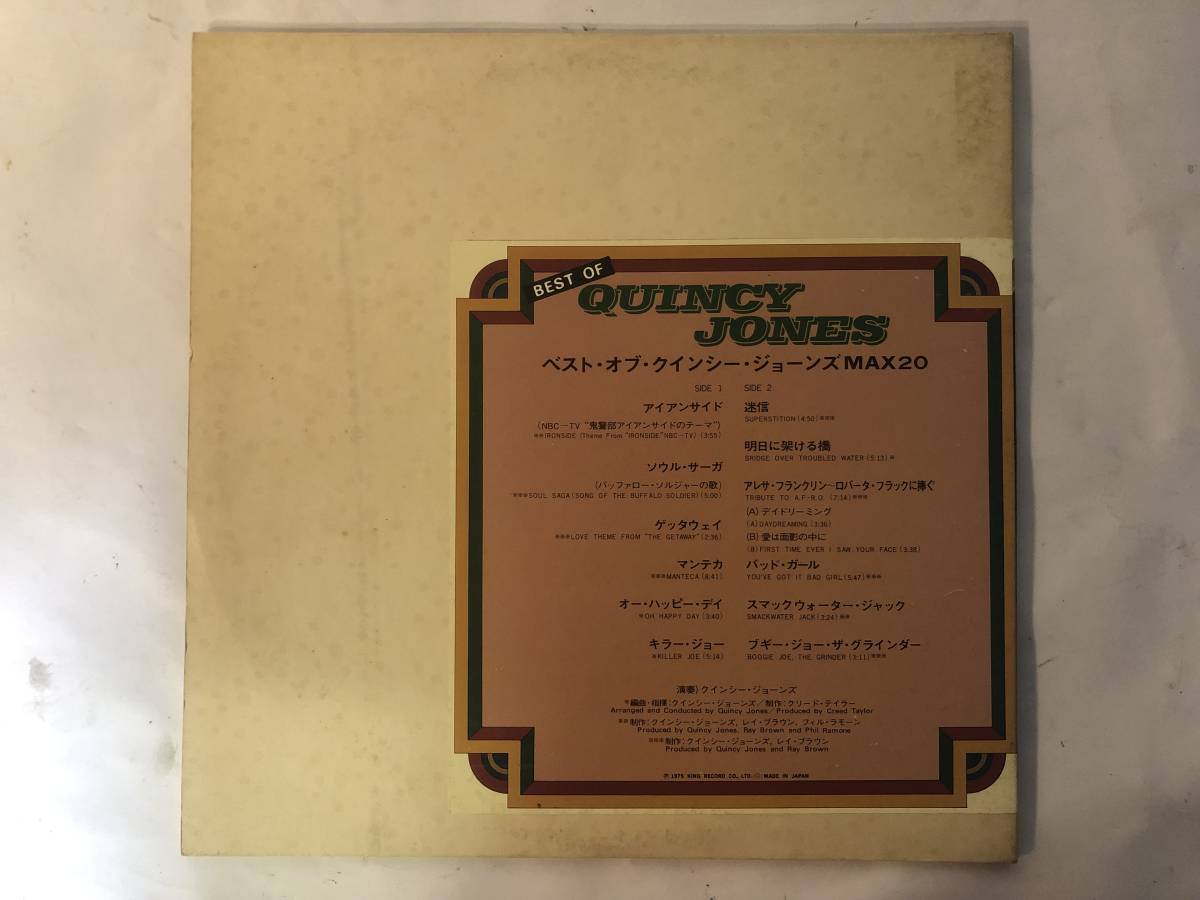 BEST OF
QUINCY
JONES
ベスト・オブ・クインシー・ジョーンズMAX20
SIDE 1
アイアンサイド
(NBC－TV “鬼警部アイアンサイドのテーマ”)
※※IRONSIDE (Theme From "IRONSIDE" NBC－TV) (3:55)
ソウル・サーガ
(バッファロー・ソルジャーの歌)
※※※SOUL SAGA (SONG OF THE BUFFALO SOLDIER) (5:00)
ゲッタウェイ
※※※LOVE THEME FROM "THE GETAWAY" (2:36)
マンテカ
※※※MANTECA (8:41)
オー・ハッピー・デイ
※OH HAPPY DAY (3:40)
キラー・ジョー
※KILLER JOE (5:14)
SIDE 2
迷信
SUPERSTITION (4:50)※※※
明日に架ける橋
BRIDGE OVER TROUBLED WATER (5:13)※
アレサ・フランクリン～ロバータ・フラックに捧ぐ
TRIBUTE TO A.F-R.O. (7:14)※※※
(A) デイドリーミング
(A) DAYDREAMING (3:36)
(B) 愛は面影の中に
(B) FIRST TIME EVER I SAW YOUR FACE (3:38)
バッド・ガール
YOU'VE GOT IT BAD GIRL (5:47)※※※
スマックウォーター・ジャック
SMACKWATER JACK (3:24)※※
ブギー・ジョー・ザ・グラインダー
BOOGIE JOE, THE GRINDER (3:11)※※※
演奏) クインシー・ジョーンズ
※編曲・指揮：クインシー・ジョーンズ／制作：クリード・テイラー
Arranged and Conducted by Quincy Jones／Produced by Creed Taylor
※※制作：クインシー・ジョーンズ, レイ・ブラウン, フィル・ラモーン
Produced by Quincy Jones, Ray Brown and Phil Ramone
※※※制作：クインシー・ジョーンズ, レイ・ブラウン
Produced by Quincy Jones and Ray Brown
Ⓟ 1975 KING RECORD CO., LTD. MADE IN JAPAN